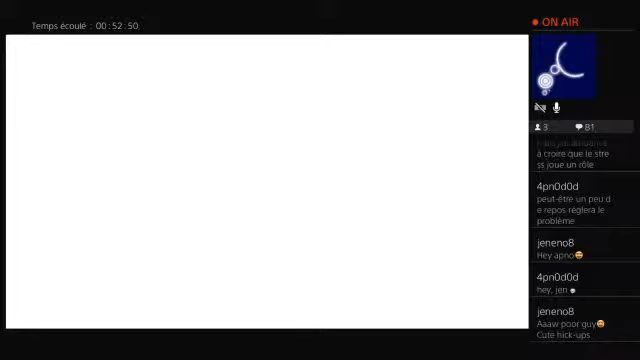 Temps écoulé : 00:52:50
ON AIR
3 81
à croire que le stre
ss joue un rôle
4pn0d0d
peut-être un peu d
e repos réglera le
problème
jeneno8
Hey apno😍
4pn0d0d
hey, jen
jeneno8
Aaaw poor guy😍
Cute hick-ups